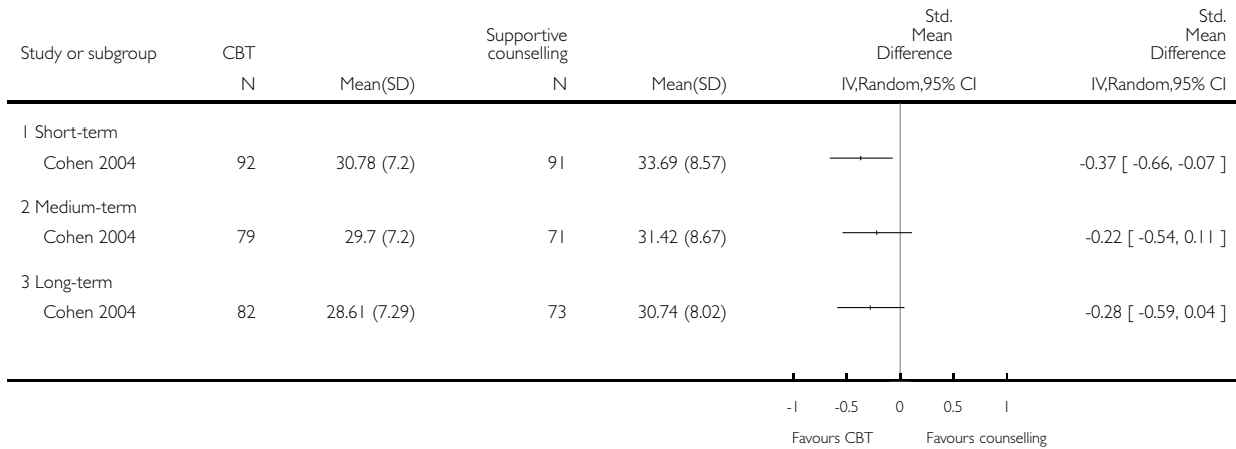 Study or subgroup CBT Supportive counselling Std. Mean Difference Std. Mean Difference
N Mean(SD) N Mean(SD) IV,Random,95% CI IV,Random,95% CI
1 Short-term
Cohen 2004 92 30.78 (7.2) 91 33.69 (8.57) -0.37 [ -0.66, -0.07 ]
2 Medium-term
Cohen 2004 79 29.7 (7.2) 71 31.42 (8.67) -0.22 [ -0.54, 0.11 ]
3 Long-term
Cohen 2004 82 28.61 (7.29) 73 30.74 (8.02) -0.28 [ -0.59, 0.04 ]
-1 -0.5 0 0.5 1
Favours CBT Favours counselling